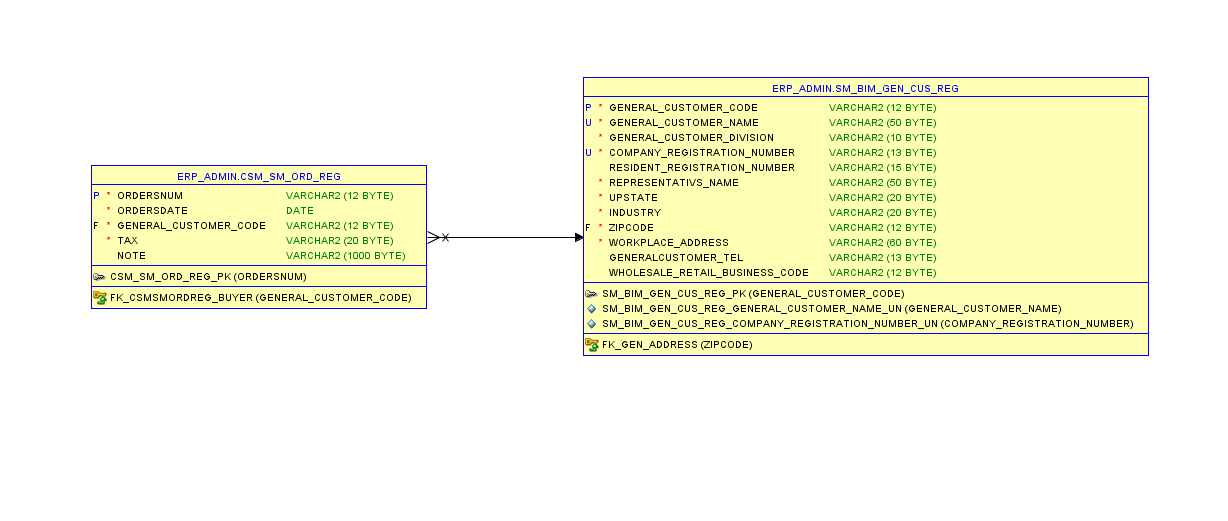 ERP_ADMIN.CSM_SM_ORD_REG
P * ORDERSNUM VARCHAR2 (12 BYTE)
* ORDERSDATE DATE
F * GENERAL_CUSTOMER_CODE VARCHAR2 (12 BYTE)
* TAX VARCHAR2 (20 BYTE)
NOTE VARCHAR2 (1000 BYTE)
CSM_SM_ORD_REG_PK (ORDERSNUM)
FK_CSMSMORDREG_BUYER (GENERAL_CUSTOMER_CODE)
ERP_ADMIN.SM_BIM_GEN_CUS_REG
P * GENERAL_CUSTOMER_CODE VARCHAR2 (12 BYTE)
U * GENERAL_CUSTOMER_NAME VARCHAR2 (50 BYTE)
* GENERAL_CUSTOMER_DIVISION VARCHAR2 (10 BYTE)
U * COMPANY_REGISTRATION_NUMBER VARCHAR2 (13 BYTE)
RESIDENT_REGISTRATION_NUMBER VARCHAR2 (15 BYTE)
* REPRESENTATIVS_NAME VARCHAR2 (50 BYTE)
* UPSTATE VARCHAR2 (20 BYTE)
* INDUSTRY VARCHAR2 (20 BYTE)
F * ZIPCODE VARCHAR2 (12 BYTE)
* WORKPLACE_ADDRESS VARCHAR2 (60 BYTE)
GENERALCUSTOMER_TEL VARCHAR2 (13 BYTE)
WHOLESALE_RETAIL_BUSINESS_CODE VARCHAR2 (12 BYTE)
SM_BIM_GEN_CUS_REG_PK (GENERAL_CUSTOMER_CODE)
SM_BIM_GEN_CUS_REG_GENERAL_CUSTOMER_NAME_UN (GENERAL_CUSTOMER_NAME)
SM_BIM_GEN_CUS_REG_COMPANY_REGISTRATION_NUMBER_UN (COMPANY_REGISTRATION_NUMBER)
FK_GEN_ADDRESS (ZIPCODE)